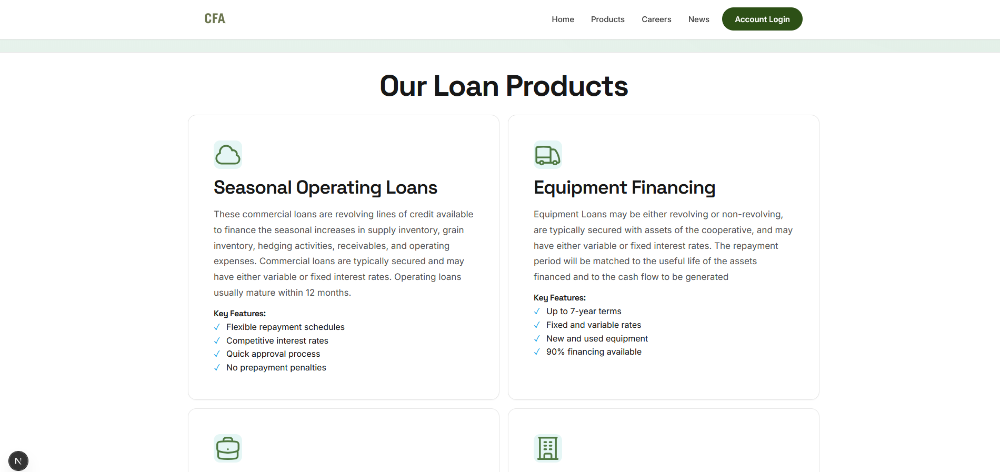 CFA
Home
Products
Careers
News
Account Login
Our Loan Products
Seasonal Operating Loans
These commercial loans are revolving lines of credit available
to finance the seasonal increases in supply inventory, grain
inventory, hedging activities, receivables, and operating
expenses. Commercial loans are typically secured and may
have either variable or fixed interest rates. Operating loans
usually mature within 12 months.
Key Features:
✓ Flexible repayment schedules
✓ Competitive interest rates
✓ Quick approval process
✓ No prepayment penalties
Equipment Financing
Equipment Loans may be either revolving or non-revolving,
are typically secured with assets of the cooperative, and may
have either variable or fixed interest rates. The repayment
period will be matched to the useful life of the assets
financed and to the cash flow to be generated
Key Features:
✓ Up to 7-year terms
✓ Fixed and variable rates
✓ New and used equipment
✓ 90% financing available
N